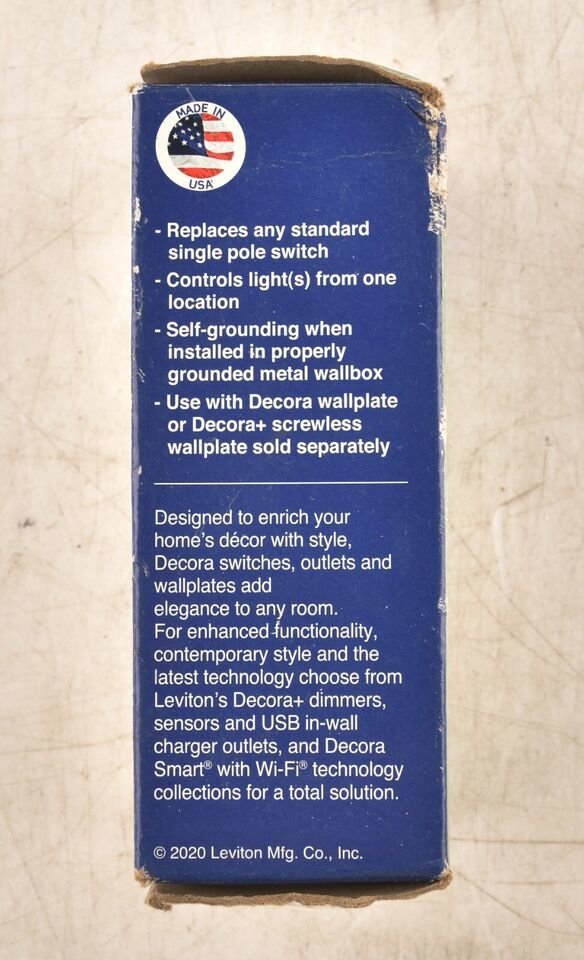 MADE IN
USA
- Replaces any standard
single pole switch
- Controls light(s) from one
location
- Self-grounding when
installed in properly
grounded metal wallbox
- Use with Decora wallplate
or Decora+ screwless
wallplate sold separately
Designed to enrich your
home's décor with style,
Decora switches, outlets and
wallplates add
elegance to any room.
For enhanced functionality,
contemporary style and the
latest technology choose from
Leviton's Decora+ dimmers,
sensors and USB in-wall
charger outlets, and Decora
Smart® with Wi-Fi® technology
collections for a total solution.
© 2020 Leviton Mfg. Co., Inc.